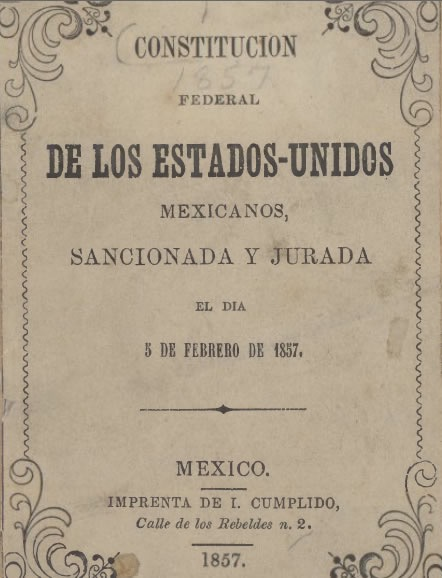 CONSTITUCION
1857
FEDERAL
DE LOS ESTADOS-UNIDOS
MEXICANOS,
SANCIONADA Y JURADA
EL DIA
5 DE FEBRERO DE 1857.
MEXICO.
IMPRENTA DE I. CUMPLIDO,
Calle de los Rebeldes n. 2.
1857.